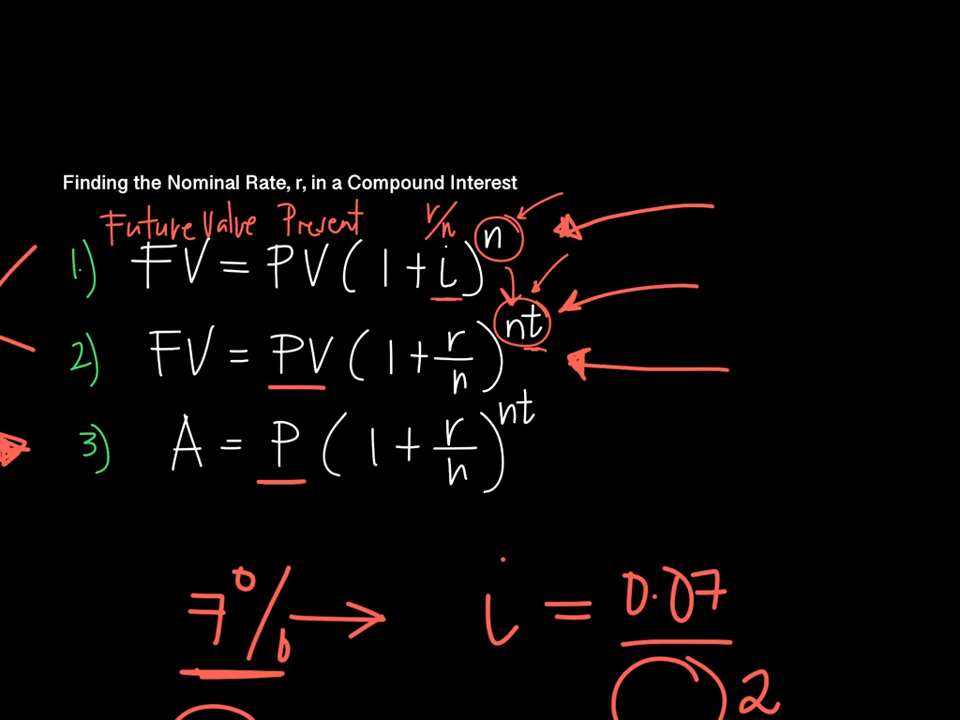 Finding the Nominal Rate, r, in a Compound Interest
Future Value Present r/n
1.) FV = PV(1+i)^n
2) FV = PV(1+r/n)^nt
3) A = P(1+r/n)^nt
7% → i = 0.07
2